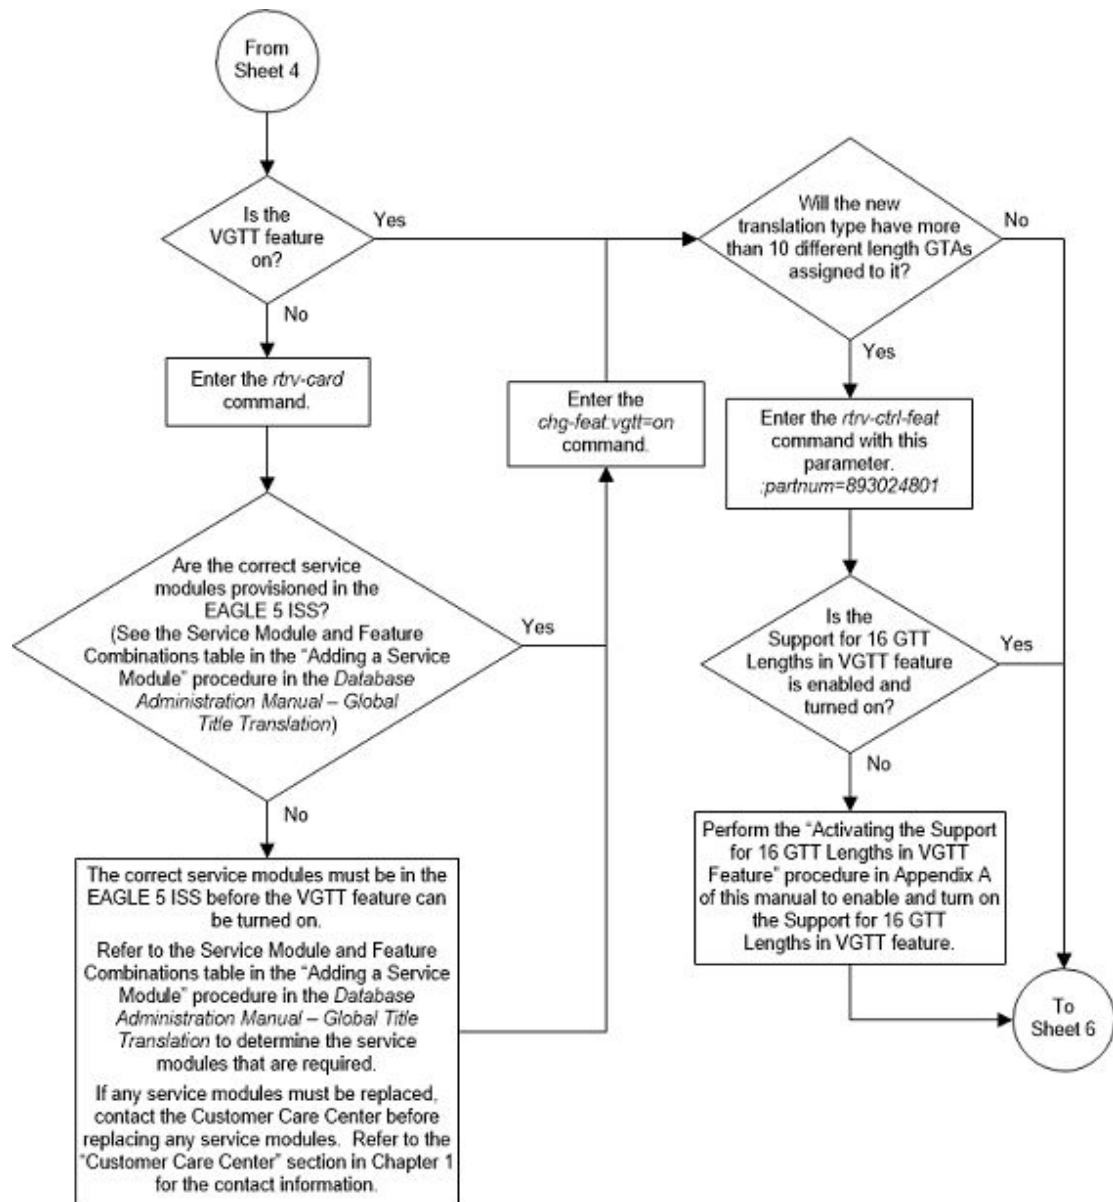 From
Sheet 4
Is the
VGTT feature
on?
Yes
No
Enter the rtrv-card
command.
Are the correct service
modules provisioned in the
EAGLE 5 ISS?
(See the Service Module and Feature
Combinations table in the “Adding a Service
Module” procedure in the Database
Administration Manual – Global
Title Translation)
Yes
No
The correct service modules must be in the
EAGLE 5 ISS before the VGTT feature can
be turned on.
Refer to the Service Module and Feature
Combinations table in the “Adding a Service
Module” procedure in the Database
Administration Manual – Global Title
Translation to determine the service
modules that are required.
If any service modules must be replaced,
contact the Customer Care Center before
replacing any service modules. Refer to the
“Customer Care Center” section in Chapter 1
for the contact information.
Enter the
chg-feat:vgtt=on
command.
Will the new
translation type have more
than 10 different length GTAs
assigned to it?
No
Yes
Enter the rtrv-ctrl-feat
command with this
parameter.
:partnum=893024801
Is the
Support for 16 GTT
Lengths in VGTT feature
is enabled and
turned on?
Yes
No
Perform the “Activating the Support
for 16 GTT Lengths in VGTT
Feature” procedure in Appendix A
of this manual to enable and turn on
the Support for 16 GTT
Lengths in VGTT feature.
To
Sheet 6